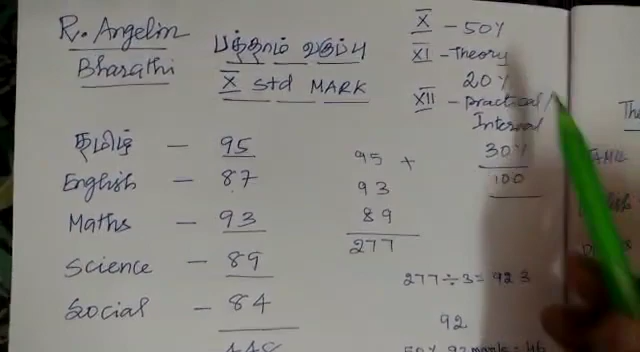 R. Angelin
Bharathi
பத்தாம் வகுப்பு
X std MARK
தமிழ் — 95
English — 87
Maths — 93
Science — 89
Social — 84
95 +
93
89
277
277 ÷ 3 = 92.3
92
X - 50%
XI - Theory
20%
XII - Practical /
Internal
30%
100